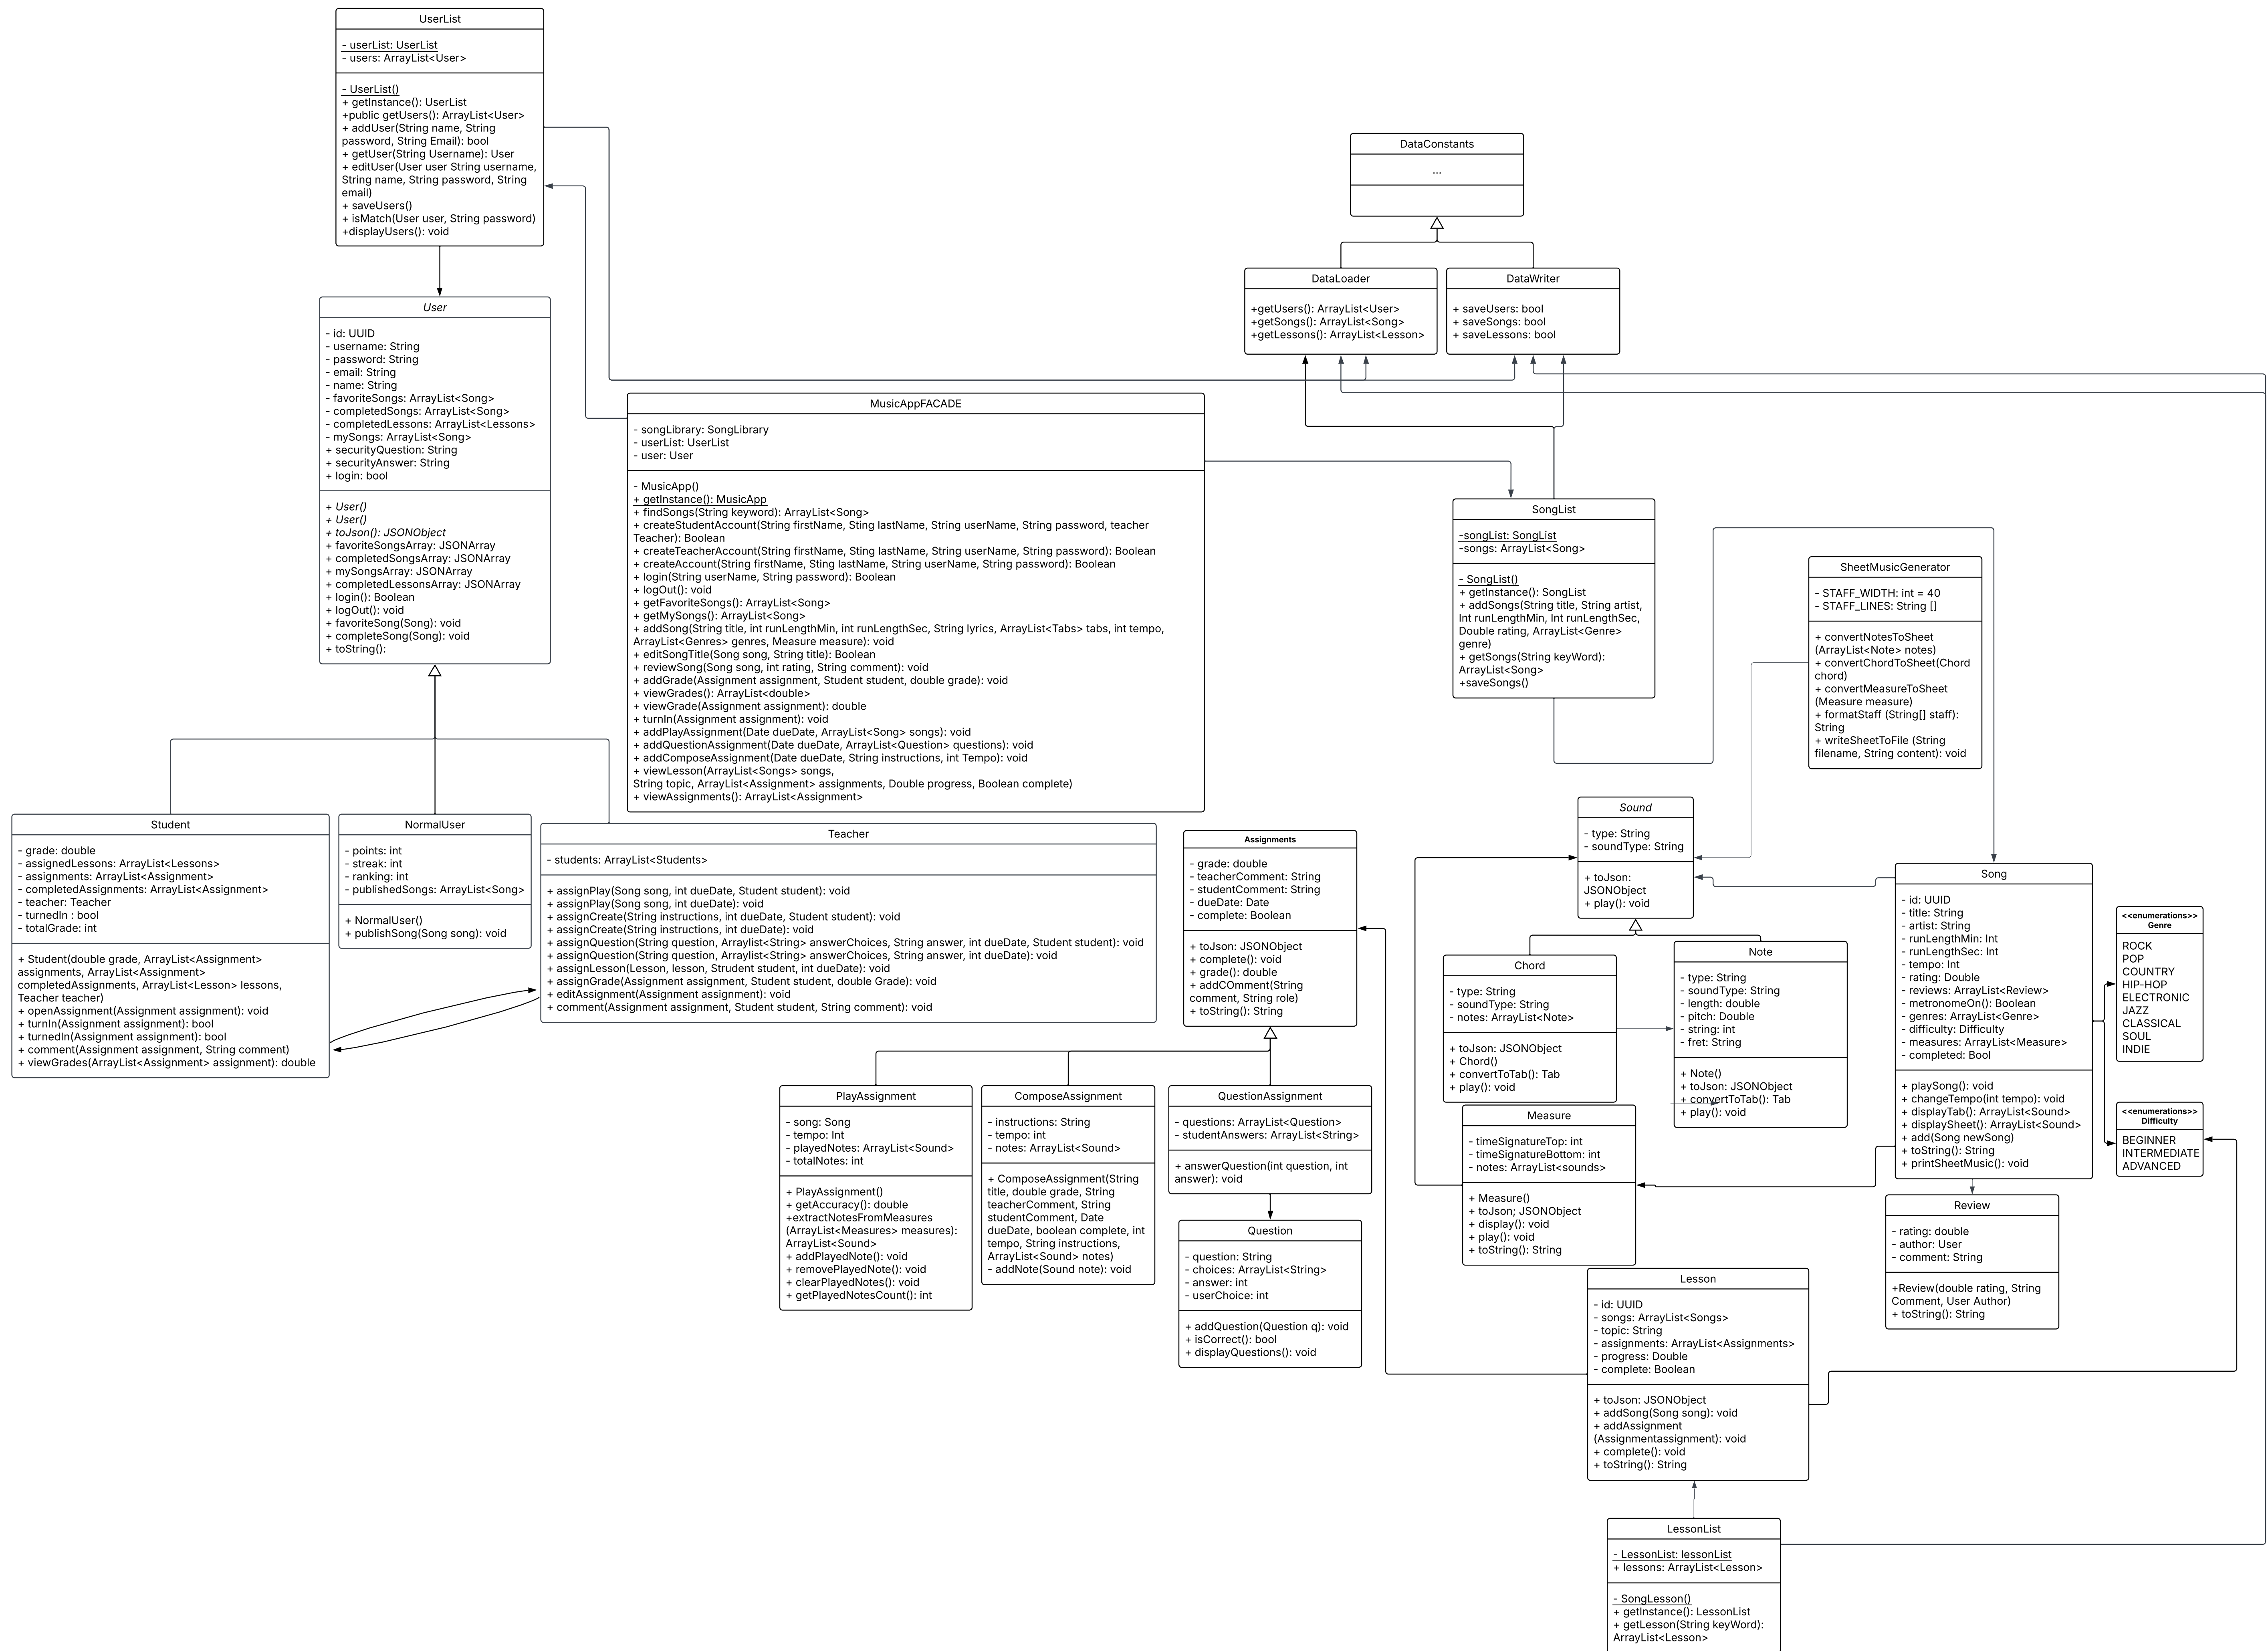 UserList
- userList: UserList
- users: ArrayList<User>
- UserList()
+ getInstance(): UserList
+public getUsers(): ArrayList<User>
+ addUser(String name, String
password, String Email): bool
+ getUser(String Username): User
+ editUser(User user String username,
String name, String password, String
email)
+ saveUsers()
+ isMatch(User user, String password)
+displayUsers(): void
User
- id: UUID
- username: String
- password: String
- email: String
- name: String
- favoriteSongs: ArrayList<Song>
- completedSongs: ArrayList<Song>
- completedLessons: ArrayList<Lessons>
- mySongs: ArrayList<Song>
+ securityQuestion: String
+ securityAnswer: String
+ login: bool
+ User()
+ User()
+ toJson(): JSONObject
+ favoriteSongsArray: JSONArray
+ completedSongsArray: JSONArray
+ mySongsArray: JSONArray
+ completedLessonsArray: JSONArray
+ login(): Boolean
+ logOut(): void
+ favoriteSong(Song): void
+ completeSong(Song): void
+ toString():
DataConstants
...
DataLoader
+getUsers(): ArrayList<User>
+getSongs(): ArrayList<Song>
+getLessons(): ArrayList<Lesson>
DataWriter
+ saveUsers: bool
+ saveSongs: bool
+ saveLessons: bool
MusicAppFACADE
- songLibrary: SongLibrary
- userList: UserList
- user: User
- MusicApp()
+ getInstance(): MusicApp
+ findSongs(String keyword): ArrayList<Song>
+ createStudentAccount(String firstName, Sting lastName, String userName, String password, teacher
Teacher): Boolean
+ createTeacherAccount(String firstName, Sting lastName, String userName, String password): Boolean
+ createAccount(String firstName, Sting lastName, String userName, String password): Boolean
+ login(String userName, String password): Boolean
+ logOut(): void
+ getFavoriteSongs(): ArrayList<Song>
+ getMySongs(): ArrayList<Song>
+ addSong(String title, int runLengthMin, int runLengthSec, String lyrics, ArrayList<Tabs> tabs, int tempo,
ArrayList<Genres> genres, Measure measure): void
+ editSongTitle(Song song, String title): Boolean
+ reviewSong(Song song, int rating, String comment): void
+ addGrade(Assignment assignment, Student student, double grade): void
+ viewGrades(): ArrayList<double>
+ viewGrade(Assignment assignment): double
+ turnIn(Assignment assignment): void
+ addPlayAssignment(Date dueDate, ArrayList<Song> songs): void
+ addQuestionAssignment(Date dueDate, ArrayList<Question> questions): void
+ addComposeAssignment(Date dueDate, String instructions, int Tempo): void
+ viewLesson(ArrayList<Songs> songs,
String topic, ArrayList<Assignment> assignments, Double progress, Boolean complete)
+ viewAssignments(): ArrayList<Assignment>
SongList
-songList: SongList
-songs: ArrayList<Song>
- SongList()
+ getInstance(): SongList
+ addSongs(String title, String artist,
Int runLengthMin, Int runLengthSec,
Double rating, ArrayList<Genre>
genre)
+ getSongs(String keyWord):
ArrayList<Song>
+saveSongs()
SheetMusicGenerator
- STAFF_WIDTH: int = 40
- STAFF_LINES: String []
+ convertNotesToSheet
(ArrayList<Note> notes)
+ convertChordToSheet(Chord
chord)
+ convertMeasureToSheet
(Measure measure)
+ formatStaff (String[] staff):
String
+ writeSheetToFile (String
filename, String content): void
Student
- grade: double
- assignedLessons: ArrayList<Lessons>
- assignments: ArrayList<Assignment>
- completedAssignments: ArrayList<Assignment>
- teacher: Teacher
- turnedIn : bool
- totalGrade: int
+ Student(double grade, ArrayList<Assignment>
assignments, ArrayList<Assignment>
completedAssignments, ArrayList<Lesson> lessons,
Teacher teacher)
+ openAssignment(Assignment assignment): void
+ turnIn(Assignment assignment): bool
+ turnedIn(Assignment assignment): bool
+ comment(Assignment assignment, String comment)
+ viewGrades(ArrayList<Assignment> assignment): double
NormalUser
- points: int
- streak: int
- ranking: int
- publishedSongs: ArrayList<Song>
+ NormalUser()
+ publishSong(Song song): void
Teacher
- students: ArrayList<Students>
+ assignPlay(Song song, int dueDate, Student student): void
+ assignPlay(Song song, int dueDate): void
+ assignCreate(String instructions, int dueDate, Student student): void
+ assignCreate(String instructions, int dueDate): void
+ assignQuestion(String question, Arraylist<String> answerChoices, String answer, int dueDate, Student student): void
+ assignQuestion(String question, Arraylist<String> answerChoices, String answer, int dueDate): void
+ assignLesson(Lesson, lesson, Strudent student, int dueDate): void
+ assignGrade(Assignment assignment, Student student, double Grade): void
+ editAssignment(Assignment assignment): void
+ comment(Assignment assignment, Student student, String comment): void
Assignments
- grade: double
- teacherComment: String
- studentComment: String
- dueDate: Date
- complete: Boolean
+ toJson: JSONObject
+ complete(): void
+ grade(): double
+ addCOmment(String
comment, String role)
+ toString(): String
Sound
- type: String
- soundType: String
+ toJson:
JSONObject
+ play(): void
Chord
- type: String
- soundType: String
- notes: ArrayList<Note>
+ toJson: JSONObject
+ Chord()
+ convertToTab(): Tab
+ play(): void
Note
- type: String
- soundType: String
- length: double
- pitch: Double
- string: int
- fret: String
+ Note()
+ toJson: JSONObject
+ convertToTab(): Tab
+ play(): void
Song
- id: UUID
- title: String
- artist: String
- runLengthMin: Int
- runLengthSec: Int
- tempo: Int
- rating: Double
- reviews: ArrayList<Review>
- metronomeOn(): Boolean
- genres: ArrayList<Genre>
- difficulty: Difficulty
- measures: ArrayList<Measure>
- completed: Bool
+ playSong(): void
+ changeTempo(int tempo): void
+ displayTab(): ArrayList<Sound>
+ displaySheet(): ArrayList<Sound>
+ add(Song newSong)
+ toString(): String
+ printSheetMusic(): void
<<enumerations>>
Genre
ROCK
POP
COUNTRY
HIP-HOP
ELECTRONIC
JAZZ
CLASSICAL
SOUL
INDIE
<<enumerations>>
Difficulty
BEGINNER
INTERMEDIATE
ADVANCED
PlayAssignment
- song: Song
- tempo: Int
- playedNotes: ArrayList<Sound>
- totalNotes: int
+ PlayAssignment()
+ getAccuracy(): double
+extractNotesFromMeasures
(ArrayList<Measures> measures):
ArrayList<Sound>
+ addPlayedNote(): void
+ removePlayedNote(): void
+ clearPlayedNotes(): void
+ getPlayedNotesCount(): int
ComposeAssignment
- instructions: String
- tempo: int
- notes: ArrayList<Sound>
+ ComposeAssignment(String
title, double grade, String
teacherComment, String
studentComment, Date
dueDate, boolean complete, int
tempo, String instructions,
ArrayList<Sound> notes)
- addNote(Sound note): void
QuestionAssignment
- questions: ArrayList<Question>
- studentAnswers: ArrayList<String>
+ answerQuestion(int question, int
answer): void
Question
- question: String
- choices: ArrayList<String>
- answer: int
- userChoice: int
+ addQuestion(Question q): void
+ isCorrect(): bool
+ displayQuestions(): void
Measure
- timeSignatureTop: int
- timeSignatureBottom: int
- notes: ArrayList<sounds>
+ Measure()
+ toJson; JSONObject
+ display(): void
+ play(): void
+ toString(): String
Review
- rating: double
- author: User
- comment: String
+Review(double rating, String
Comment, User Author)
+ toString(): String
Lesson
- id: UUID
- songs: ArrayList<Songs>
- topic: String
- assignments: ArrayList<Assignments>
- progress: Double
- complete: Boolean
+ toJson: JSONObject
+ addSong(Song song): void
+ addAssignment
(Assignmentassignment): void
+ complete(): void
+ toString(): String
LessonList
- LessonList: lessonList
+ lessons: ArrayList<Lesson>
- SongLesson()
+ getInstance(): LessonList
+ getLesson(String keyWord):
ArrayList<Lesson>